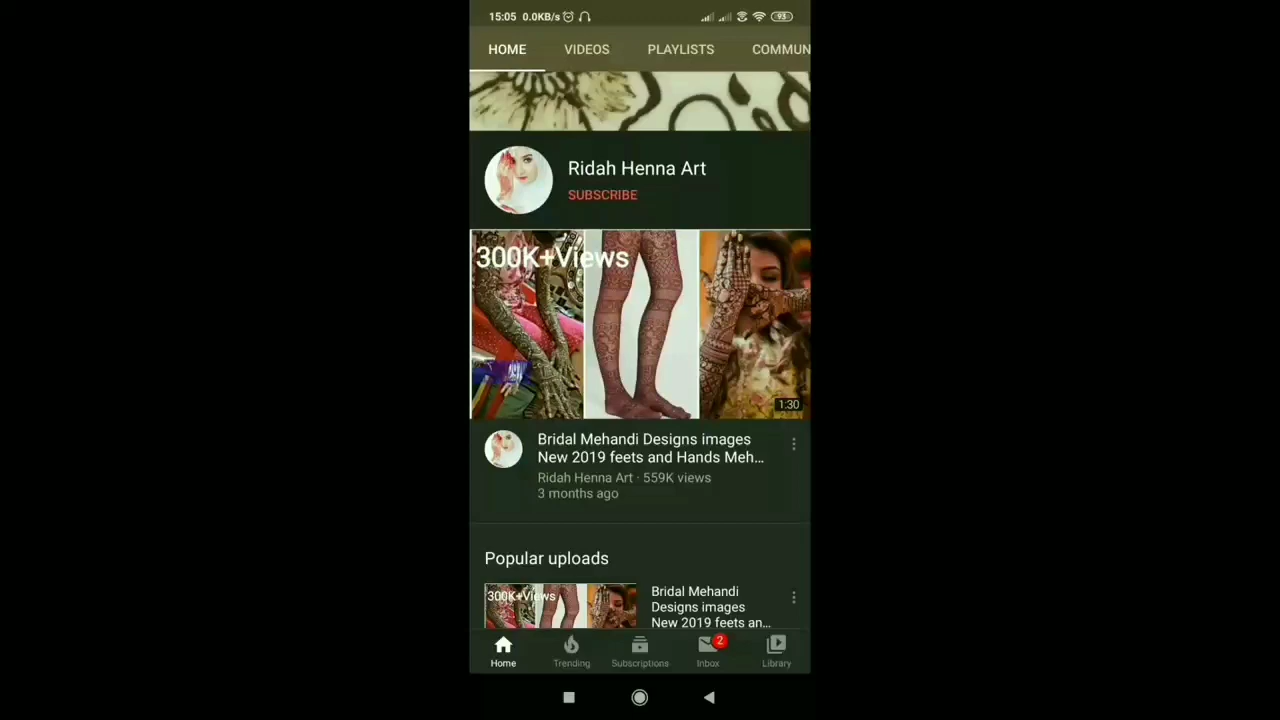 15:05 0.0KB/s 93
HOME VIDEOS PLAYLISTS COMMUN
Ridah Henna Art
SUBSCRIBE
300K+Views
1:30
Bridal Mehandi Designs images
New 2019 feets and Hands Meh...
Ridah Henna Art · 559K views
3 months ago
Popular uploads
300K+Views
Bridal Mehandi
Designs images
New 2019 feets an...
2
Home Trending Subscriptions Inbox Library